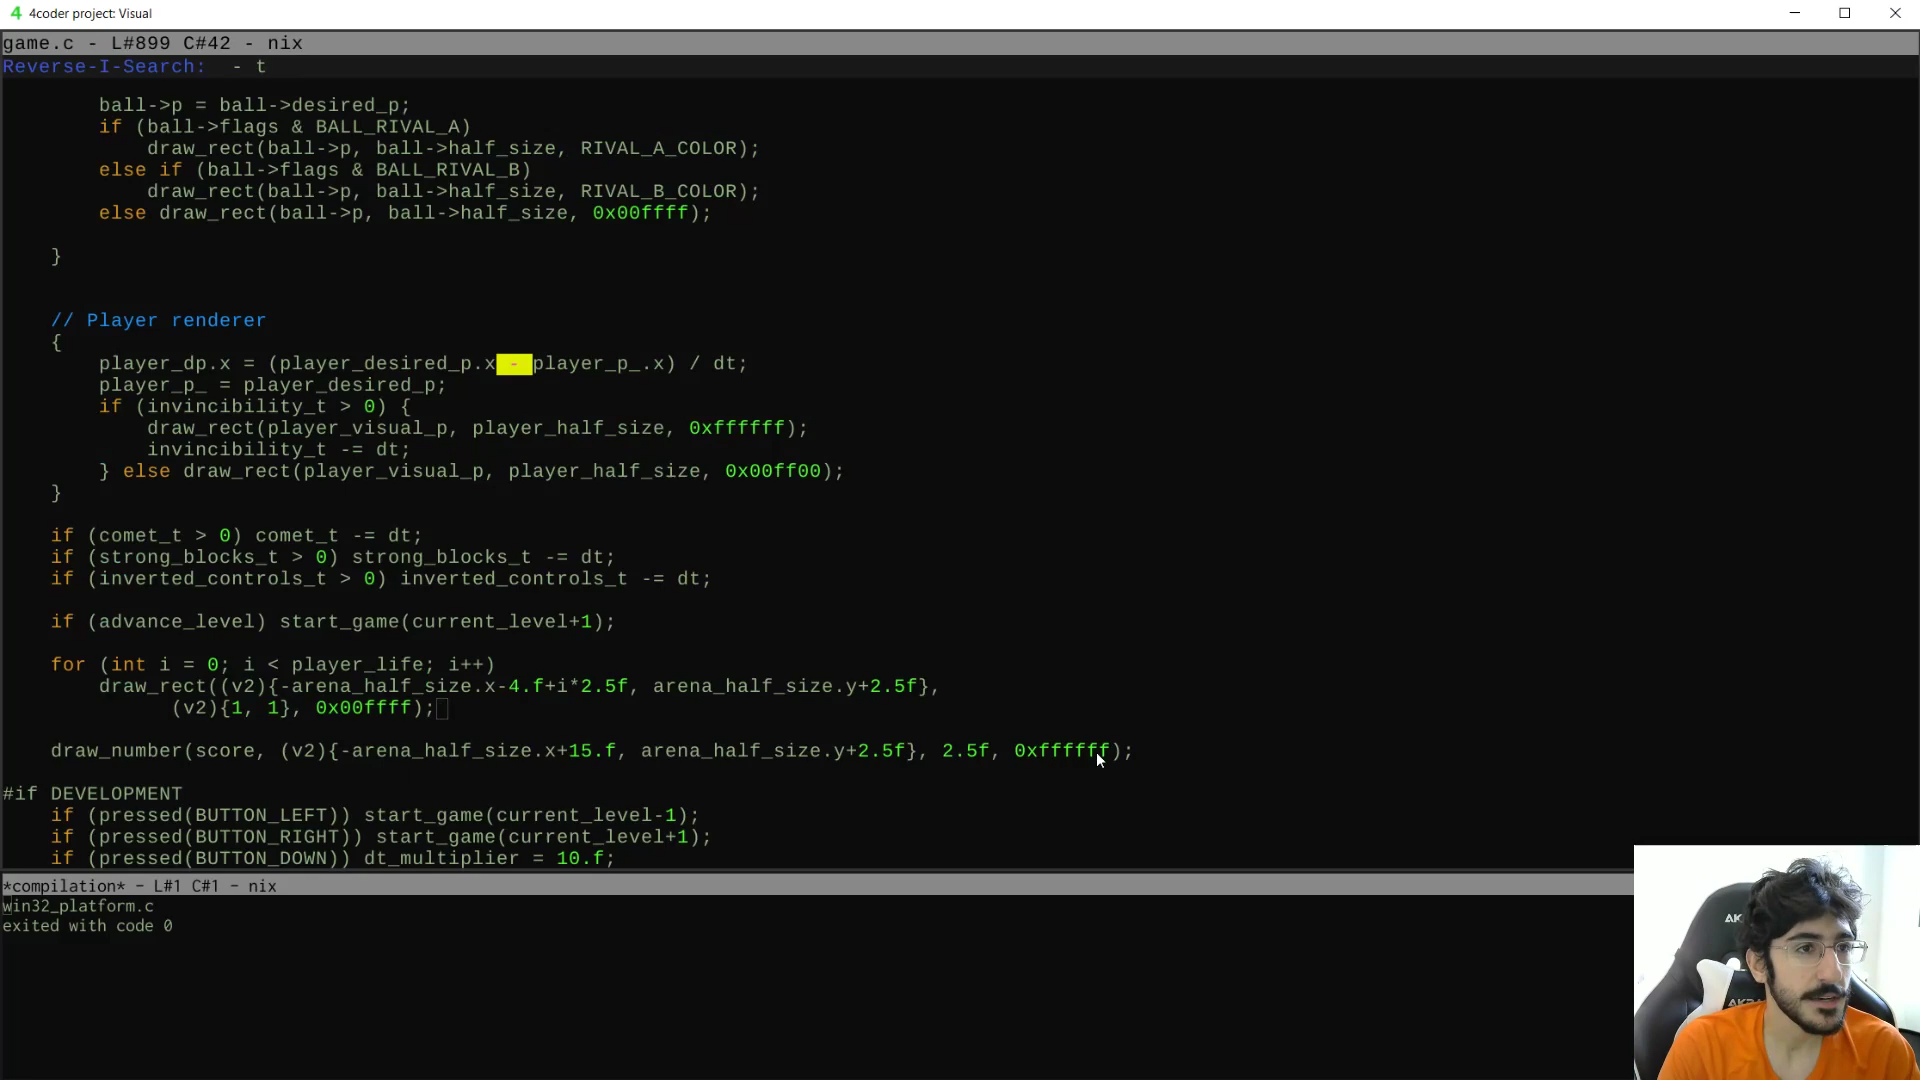 4 4coder project: Visual
game.c - L#899 C#42 - nix
Reverse-I-Search:  - t
ball->p = ball->desired_p;
if (ball->flags & BALL_RIVAL_A)
draw_rect(ball->p, ball->half_size, RIVAL_A_COLOR);
else if (ball->flags & BALL_RIVAL_B)
draw_rect(ball->p, ball->half_size, RIVAL_B_COLOR);
else draw_rect(ball->p, ball->half_size, 0x00ffff);
}
// Player renderer
{
player_dp.x = (player_desired_p.x - player_p_.x) / dt;
player_p_ = player_desired_p;
if (invincibility_t > 0) {
draw_rect(player_visual_p, player_half_size, 0xffffff);
invincibility_t -= dt;
} else draw_rect(player_visual_p, player_half_size, 0x00ff00);
}
if (comet_t > 0) comet_t -= dt;
if (strong_blocks_t > 0) strong_blocks_t -= dt;
if (inverted_controls_t > 0) inverted_controls_t -= dt;
if (advance_level) start_game(current_level+1);
for (int i = 0; i < player_life; i++)
draw_rect((v2){-arena_half_size.x-4.f+i*2.5f, arena_half_size.y+2.5f},
(v2){1, 1}, 0x00ffff);
draw_number(score, (v2){-arena_half_size.x+15.f, arena_half_size.y+2.5f}, 2.5f, 0xffffff);
#if DEVELOPMENT
if (pressed(BUTTON_LEFT)) start_game(current_level-1);
if (pressed(BUTTON_RIGHT)) start_game(current_level+1);
if (pressed(BUTTON_DOWN)) dt_multiplier = 10.f;
*compilation* - L#1 C#1 - nix
win32_platform.c
exited with code 0